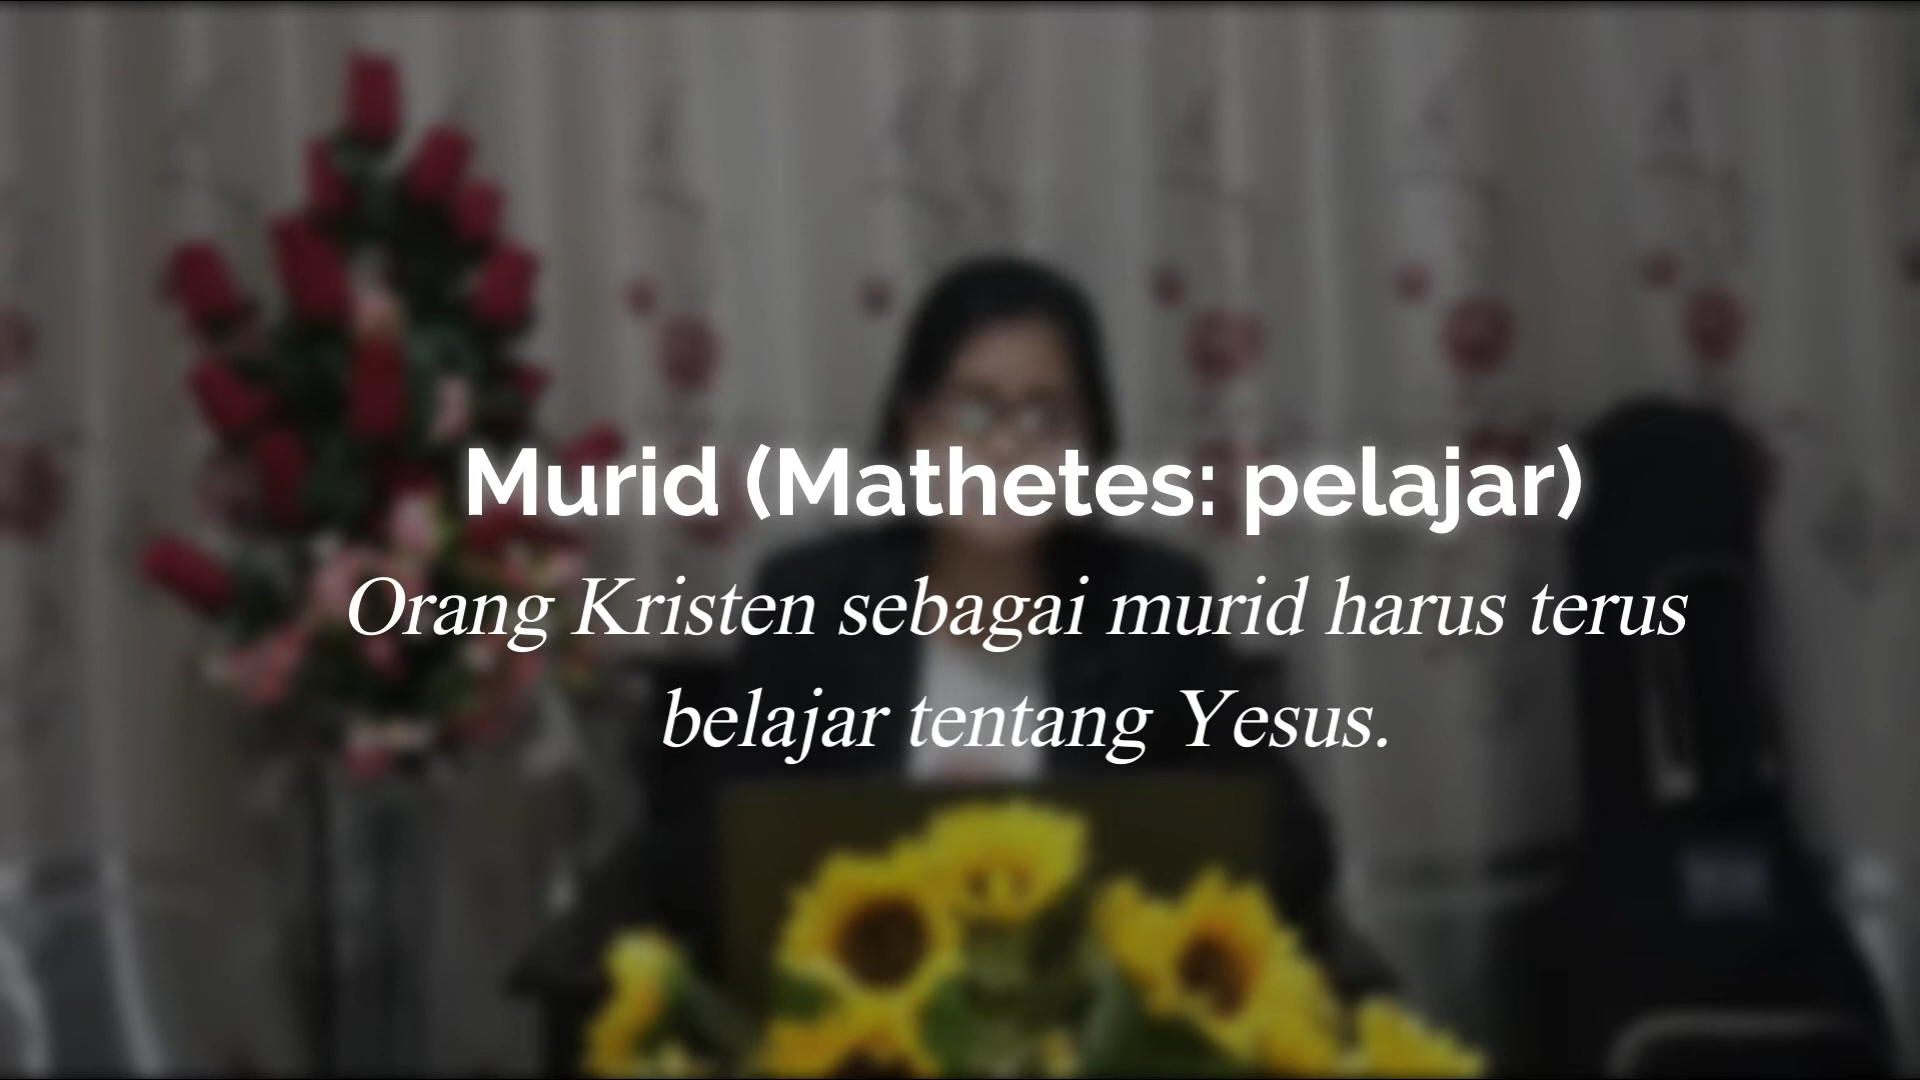 Murid (Mathetes: pelajar)
Orang Kristen sebagai murid harus terus
belajar tentang Yesus.